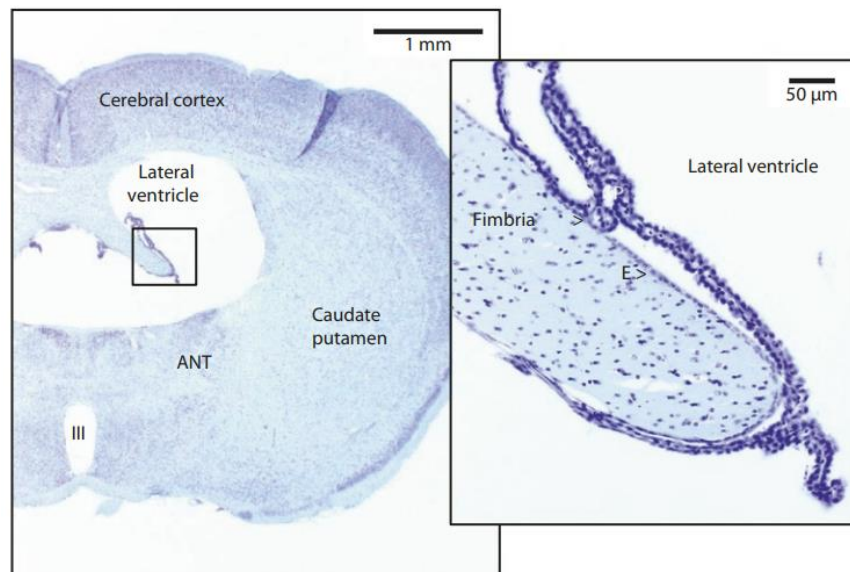 1 mm
Cerebral cortex
Lateral
ventricle
Caudate
putamen
ANT
III
50 µm
Lateral ventricle
Fimbria
>
E >